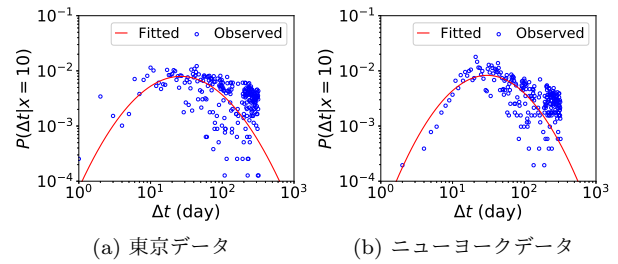 10⁻¹
10⁻²
10⁻³
10⁻⁴
P(Δt|x = 10)
Fitted
Observed
10⁰
10¹
10²
10³
Δt (day)
(a) 東京データ
10⁻¹
10⁻²
10⁻³
10⁻⁴
P(Δt|x = 10)
Fitted
Observed
10⁰
10¹
10²
10³
Δt (day)
(b) ニューヨークデータ